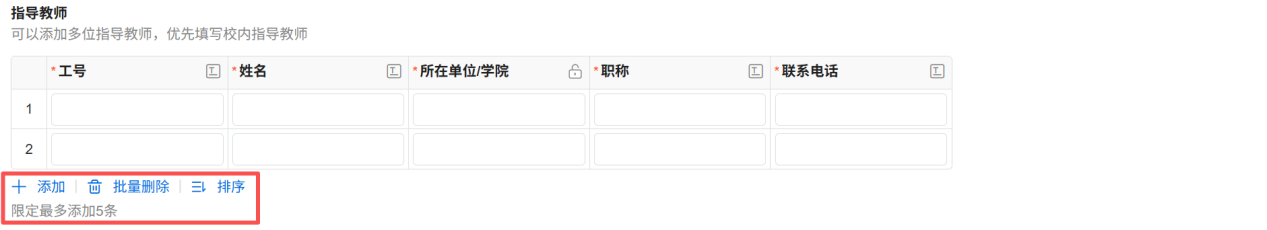 指导教师
可以添加多位指导教师，优先填写校内指导教师
*工号 *姓名 *所在单位/学院 *职称 *联系电话
1
2
添加 批量删除 排序
限定最多添加5条